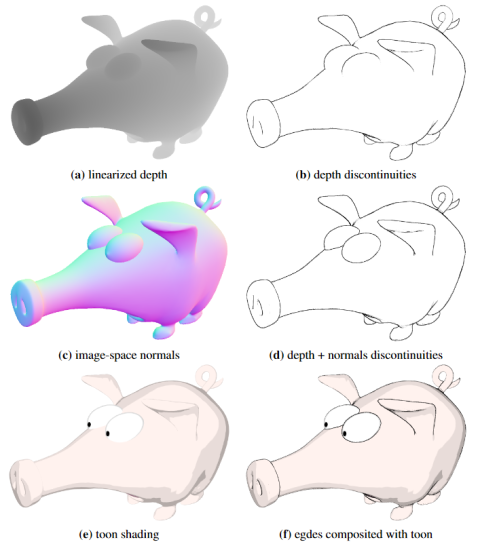 (a) linearized depth
(b) depth discontinuities
(c) image-space normals
(d) depth + normals discontinuities
(e) toon shading
(f) egdes composited with toon